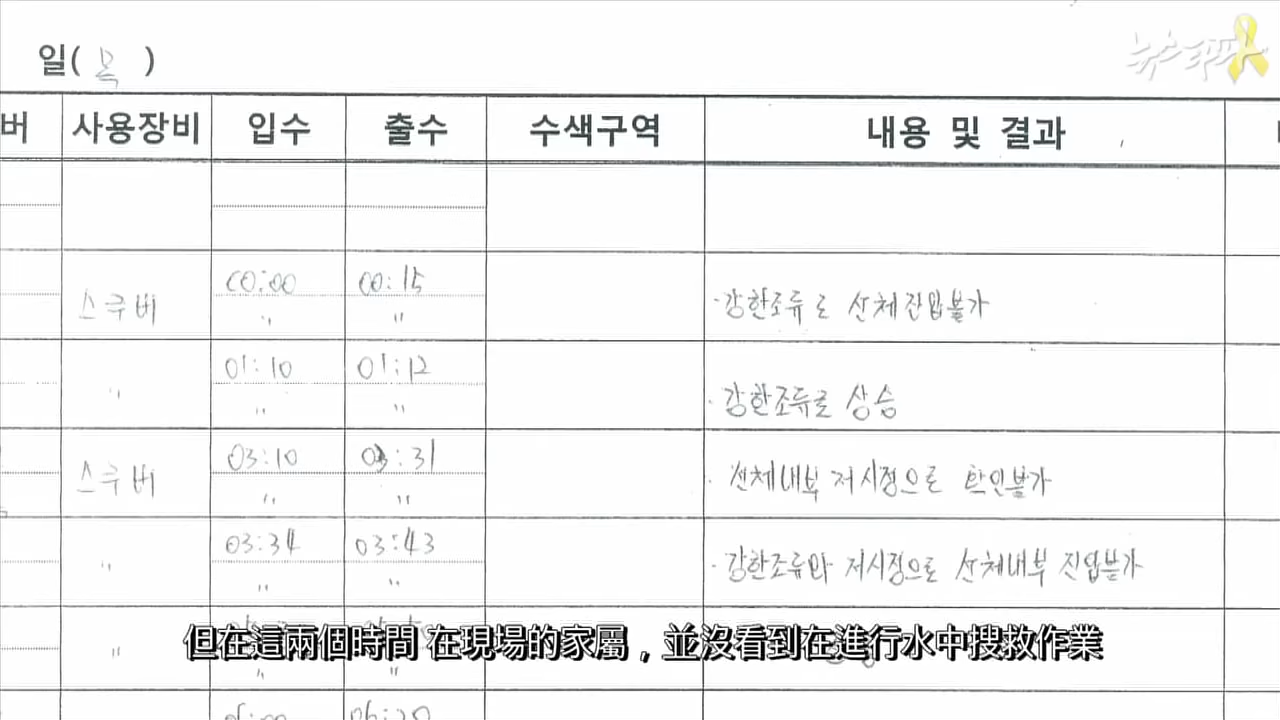 일( 목 )
뉴스타파
버 사용장비 입수 출수 수색구역 내용 및 결과
스쿠버 00:00 00:15 ·강한조류로 선체진입불가
〃 〃
〃 01:10 01:12 ·강한조류로 상승
〃 〃
스쿠버 03:10 03:31 ·선체내부 저시정으로 확인불가
〃 〃
〃 03:34 03:43 ·강한조류와 저시정으로 선체내부 진입불가
〃 〃
但在這兩個時間 在現場的家屬，並沒看到在進行水中搜救作業
〃 〃 〃